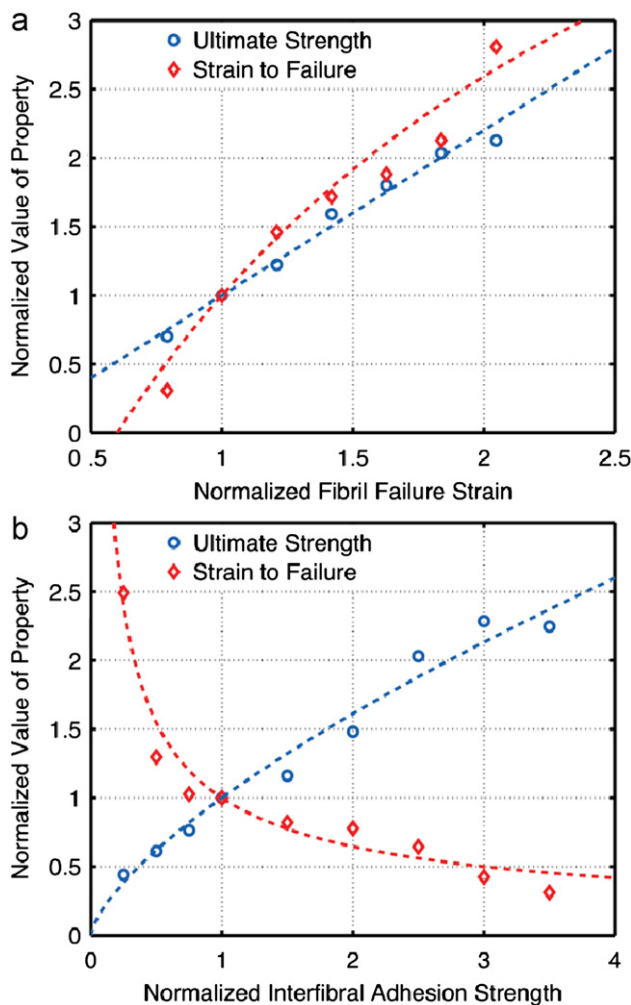 a
Normalized Value of Property
3
2.5
2
1.5
1
0.5
0
Ultimate Strength
Strain to Failure
0.5
1
1.5
2
2.5
Normalized Fibril Failure Strain
b
Normalized Value of Property
3
2.5
2
1.5
1
0.5
0
Ultimate Strength
Strain to Failure
0
1
2
3
4
Normalized Interfibral Adhesion Strength